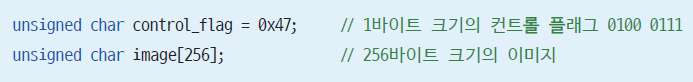 unsigned char control_flag = 0x47; // 1바이트 크기의 컨트롤 플래그 0100 0111
unsigned char image[256]; // 256바이트 크기의 이미지